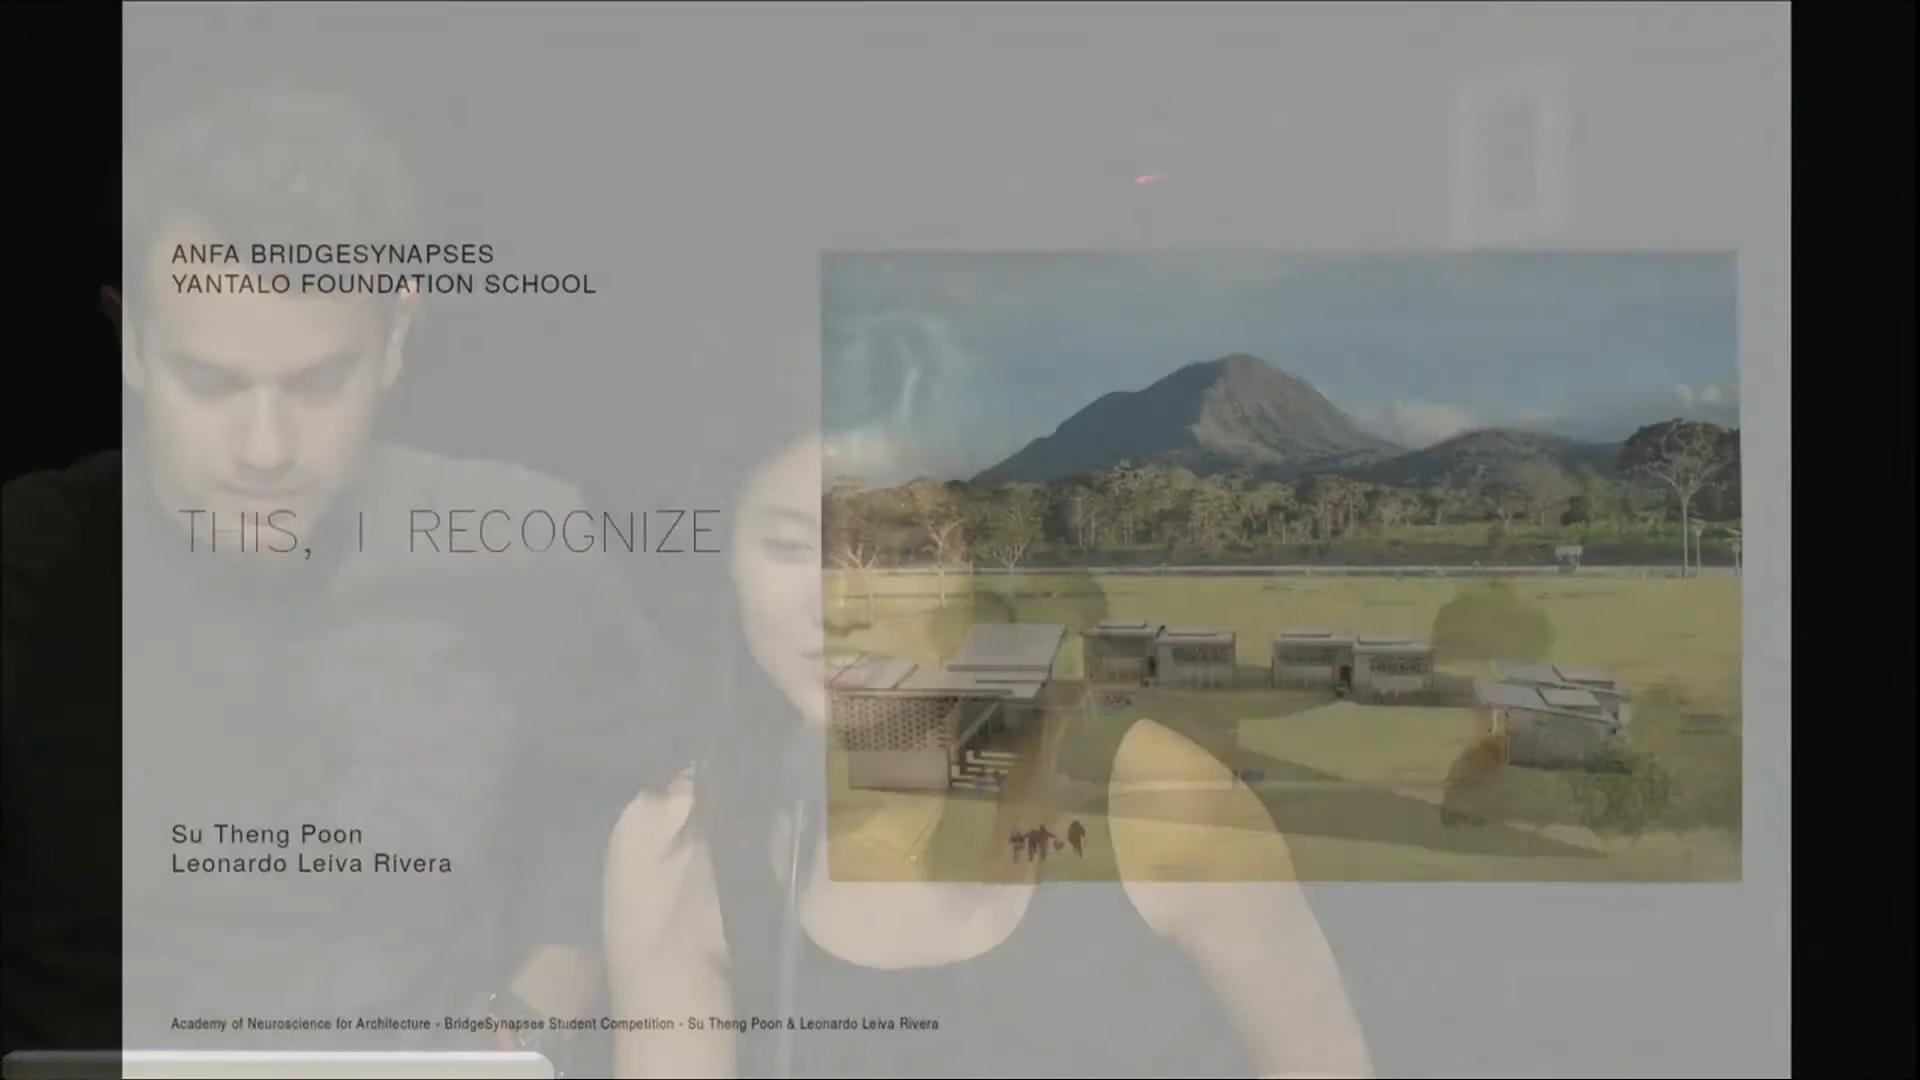 ANFA BRIDGESYNAPSES
YANTALO FOUNDATION SCHOOL
THIS, I RECOGNIZE
Su Theng Poon
Leonardo Leiva Rivera
Academy of Neuroscience for Architecture - BridgeSynapses Student Competition - Su Theng Poon & Leonardo Leiva Rivera